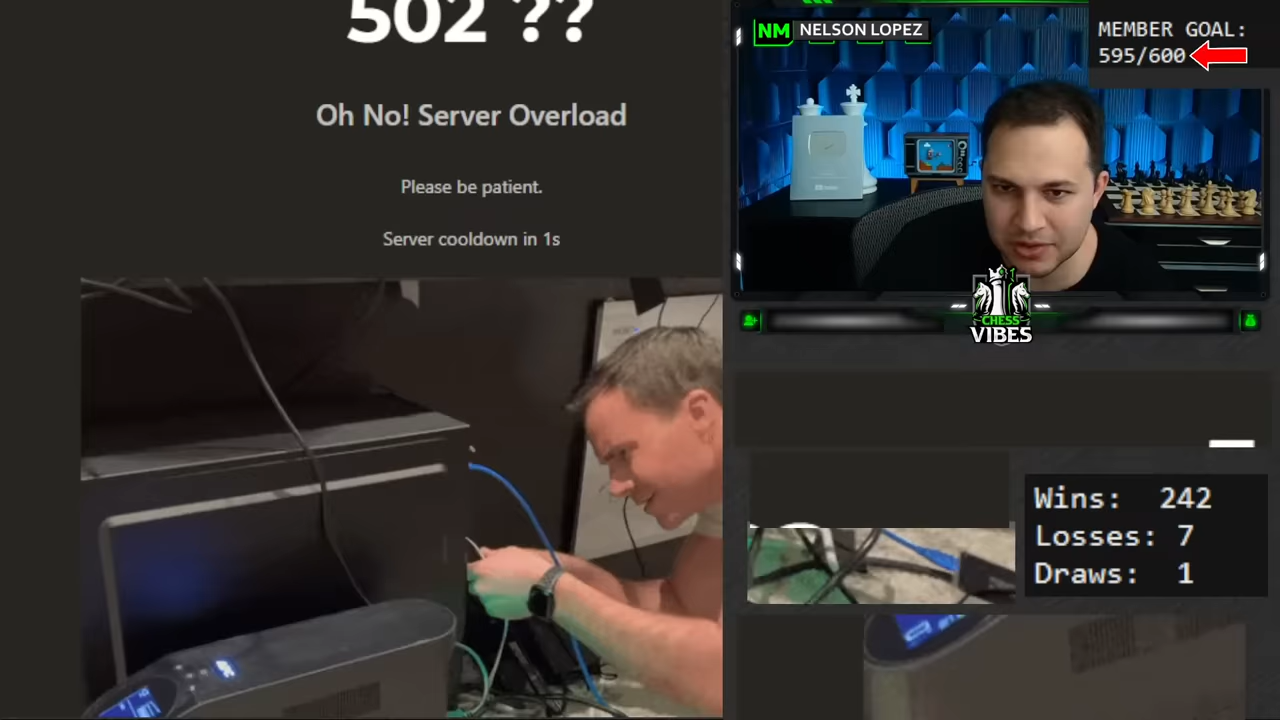 502 ??
Oh No! Server Overload
Please be patient.
Server cooldown in 1s
NM NELSON LOPEZ
MEMBER GOAL:
595/600
CHESS
VIBES
Wins: 242
Losses: 7
Draws: 1